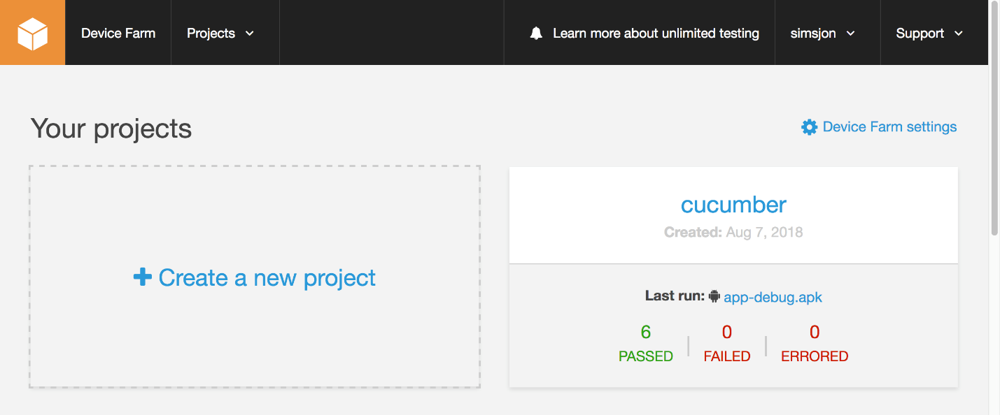 Device Farm
Projects
Learn more about unlimited testing
simsjon
Support
Your projects
Device Farm settings
Create a new project
cucumber
Created: Aug 7, 2018
Last run: app-debug.apk
6 0 0
PASSED FAILED ERRORED